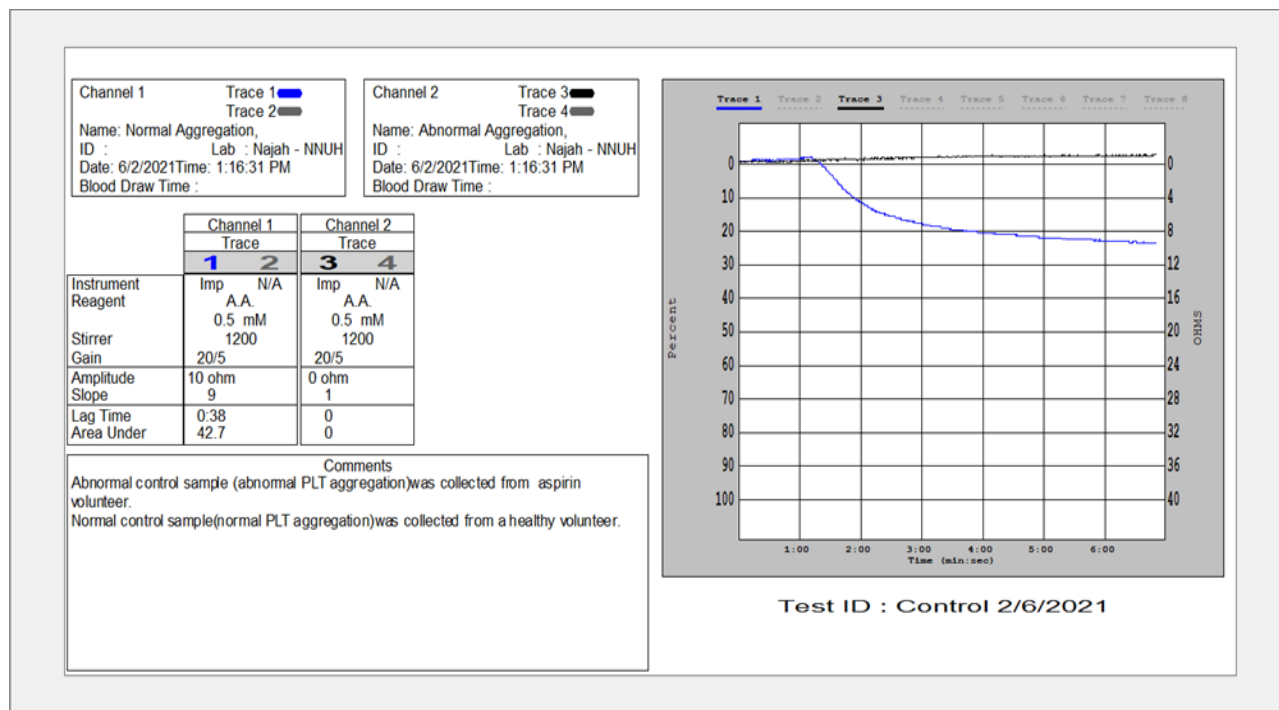 Channel 1 Trace 1
Trace 2
Name: Normal Aggregation,
ID : Lab : Najah - NNUH
Date: 6/2/2021Time: 1:16:31 PM
Blood Draw Time :
Channel 2 Trace 3
Trace 4
Name: Abnormal Aggregation,
ID : Lab : Najah - NNUH
Date: 6/2/2021Time: 1:16:31 PM
Blood Draw Time :
Channel 1 Channel 2
Trace Trace
1 2 3 4
Instrument Imp N/A Imp N/A
Reagent A.A. A.A.
0.5 mM 0.5 mM
Stirrer 1200 1200
Gain 20/5 20/5
Amplitude 10 ohm 0 ohm
Slope 9 1
Lag Time 0:38 0
Area Under 42.7 0
Comments
Abnormal control sample (abnormal PLT aggregation)was collected from aspirin
volunteer.
Normal control sample(normal PLT aggregation)was collected from a healthy volunteer.
Trace 1 Trace 2 Trace 3 Trace 4 Trace 5 Trace 6 Trace 7 Trace 8
0 0
10 4
20 8
30 12
40 16
50 20
60 24
70 28
80 32
90 36
100 40
Percent
OHMS
1:00 2:00 3:00 4:00 5:00 6:00
Time (min:sec)
Test ID : Control 2/6/2021